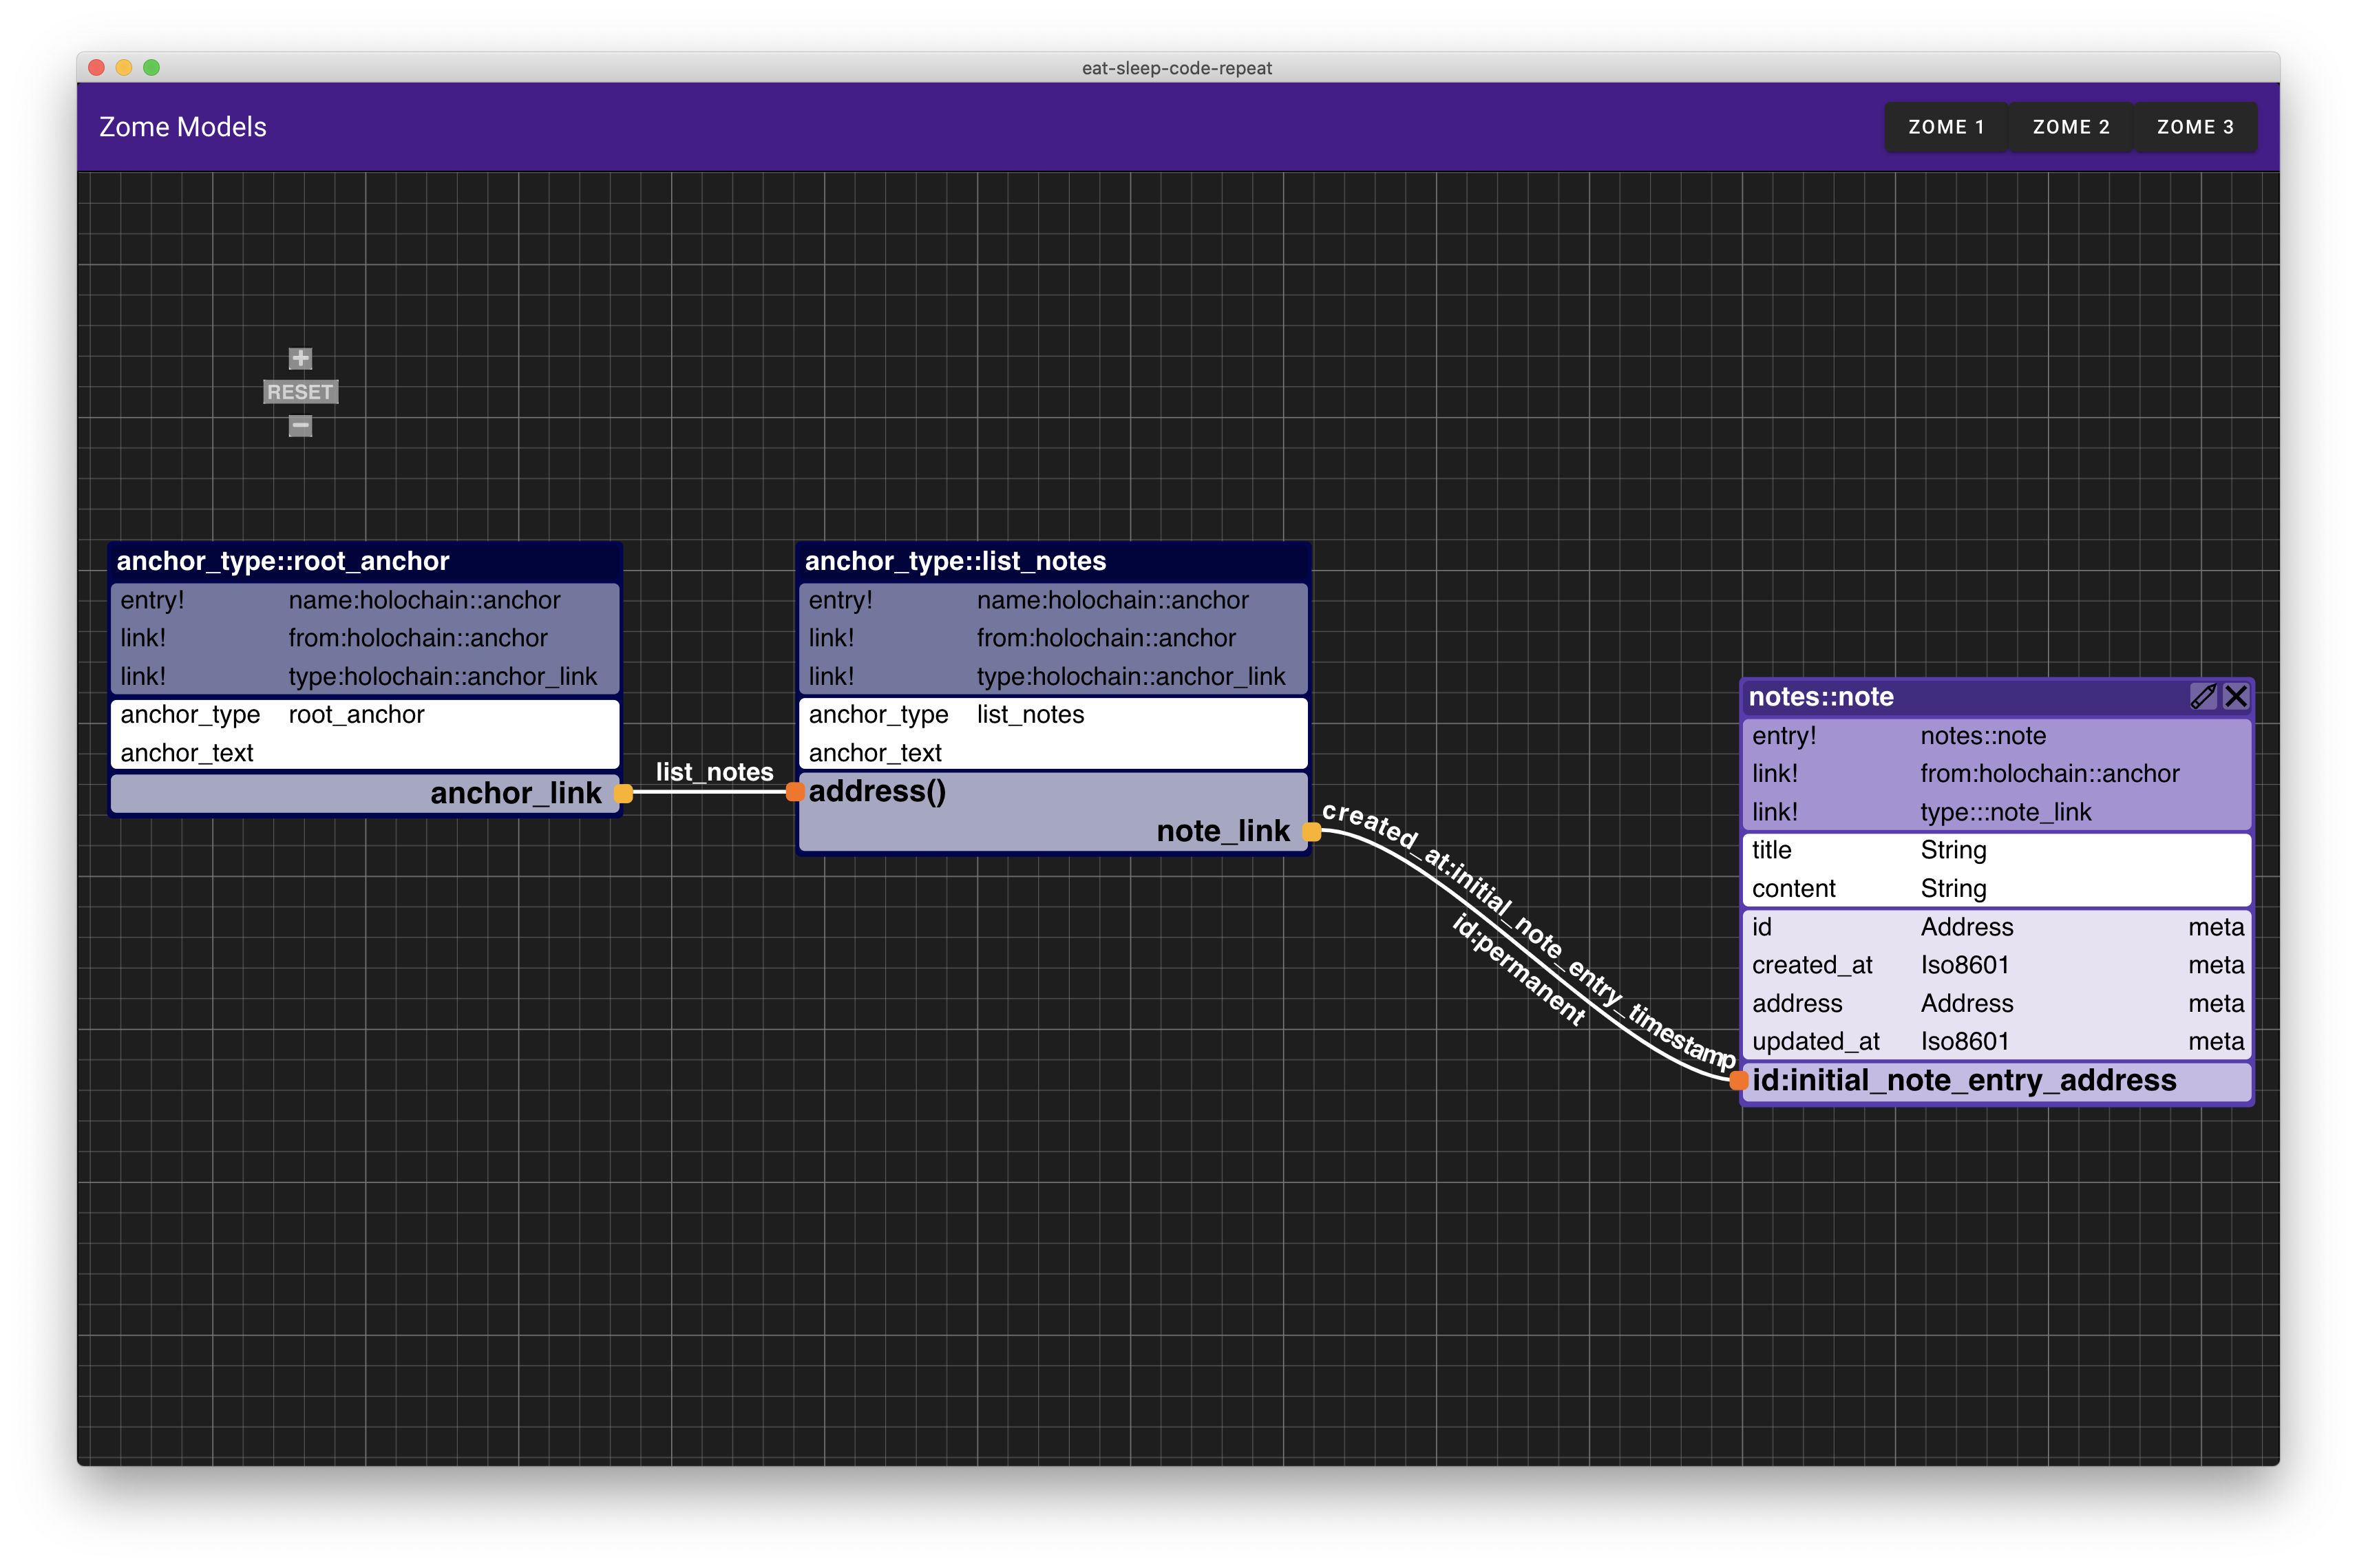 eat-sleep-code-repeat
Zome Models
ZOME 1 ZOME 2 ZOME 3
RESET
anchor_type::root_anchor
entry! name:holochain::anchor
link! from:holochain::anchor
link! type:holochain::anchor_link
anchor_type root_anchor
anchor_text
anchor_link
list_notes
anchor_type::list_notes
entry! name:holochain::anchor
link! from:holochain::anchor
link! type:holochain::anchor_link
anchor_type list_notes
anchor_text
address()
note_link
created_at:initial_note_entry_timestamp
id:permanent
notes::note
entry! notes::note
link! from:holochain::anchor
link! type:::note_link
title String
content String
id Address meta
created_at Iso8601 meta
address Address meta
updated_at Iso8601 meta
id:initial_note_entry_address